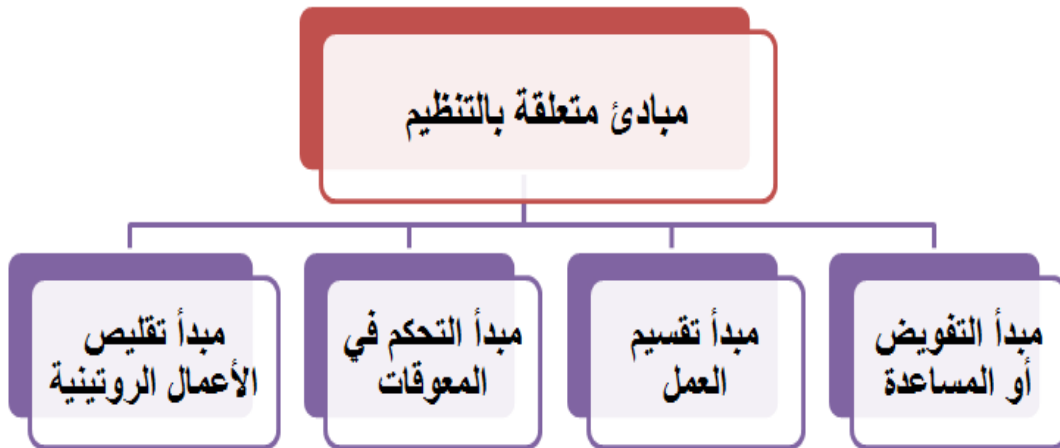 مبادئ متعلقة بالتنظيم
مبدأ التفويض
أو المساعدة
مبدأ تقسيم
العمل
مبدأ التحكم في
المعوقات
مبدأ تقليص
الأعمال الروتينية